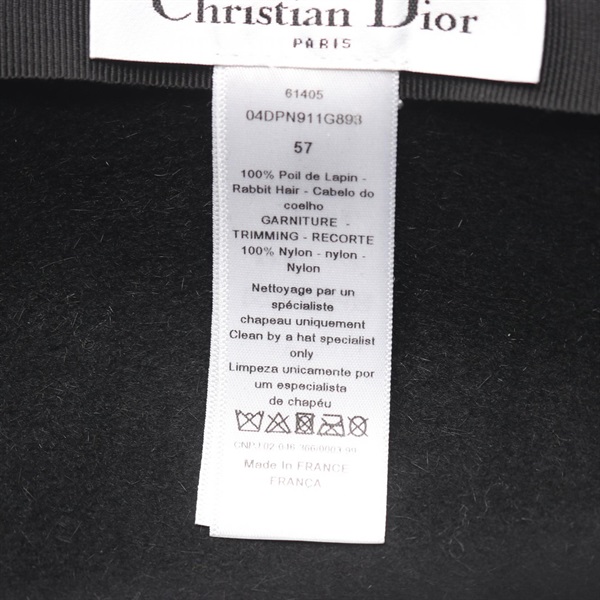 Christian Dior
PARIS
61405
04DPN911G893
57
100% Poil de Lapin -
Rabbit Hair - Cabelo do
coelho
GARNITURE -
TRIMMING - RECORTE
100% Nylon - nylon -
Nylon
Nettoyage par un
spécialiste
chapeau uniquement
Clean by a hat specialist
only
Limpeza unicamente por
um especialista
de chapéu
Made In FRANCE
FRANCA